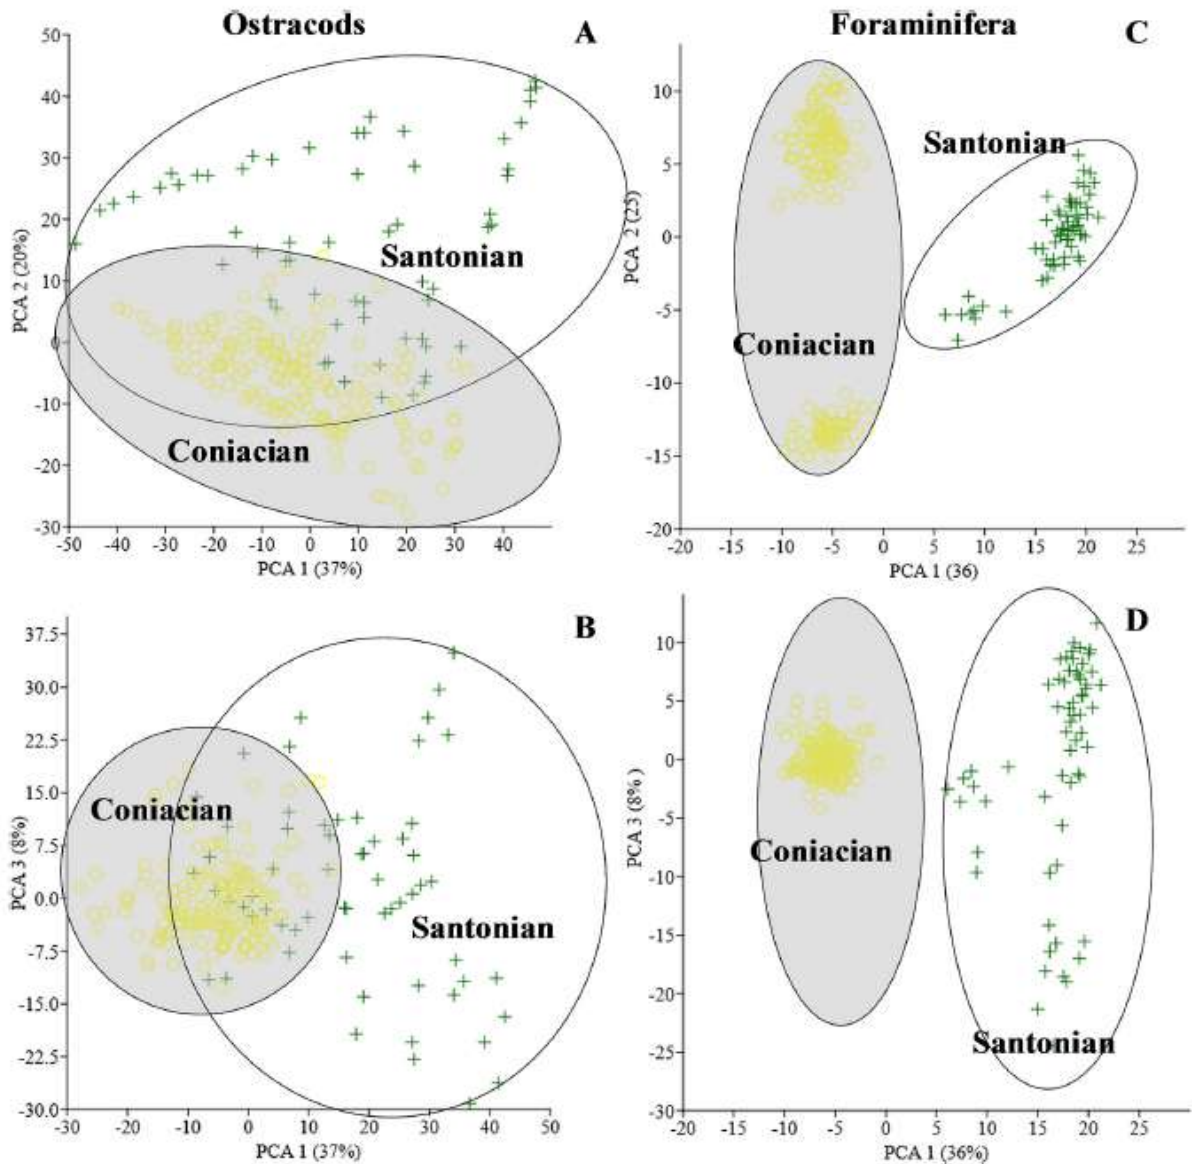 Ostracods
A
50
40
30
20
10
0
-10
-20
-30
PCA 2 (20%)
Santonian
Coniacian
-50 -40 -30 -20 -10 0 10 20 30 40
PCA 1 (37%)
Foraminifera
C
10
5
0
-5
-10
-15
-20
PCA 2 (25)
Santonian
Coniacian
-20 -15 -10 -5 0 5 10 15 20 25
PCA 1 (36)
B
37.5
30.0
22.5
15.0
7.5
0.0
-7.5
-15.0
-22.5
-30.0
PCA 3 (8%)
Coniacian
Santonian
-30 -20 -10 0 10 20 30 40 50
PCA 1 (37%)
D
10
5
0
-5
-10
-15
-20
-25
-30
PCA 3 (8% )
Coniacian
Santonian
-20 -15 -10 -5 0 5 10 15 20 25
PCA 1 (36%)